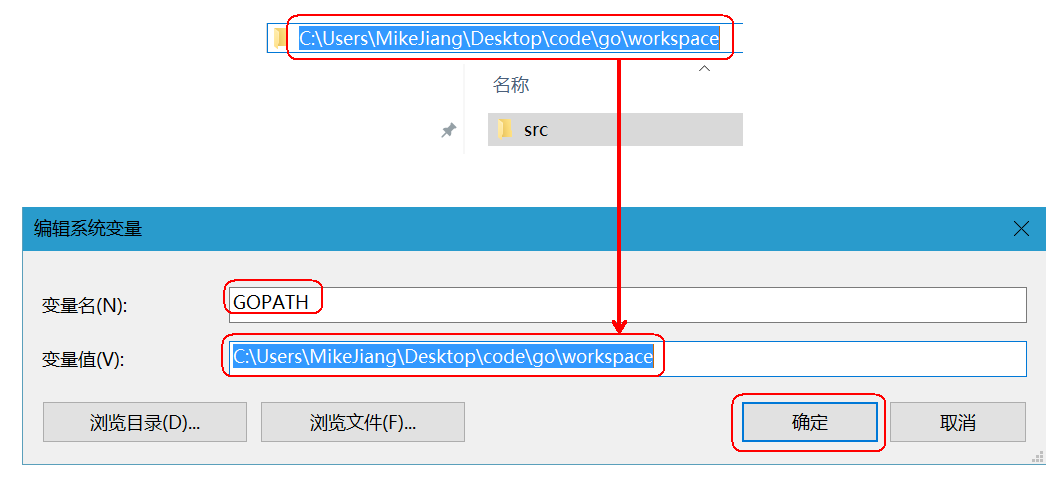 C:\Users\MikeJiang\Desktop\code\go\workspace
名称
src
编辑系统变量
变量名(N):
GOPATH
变量值(V):
C:\Users\MikeJiang\Desktop\code\go\workspace
浏览目录(D)... 浏览文件(F)... 确定 取消